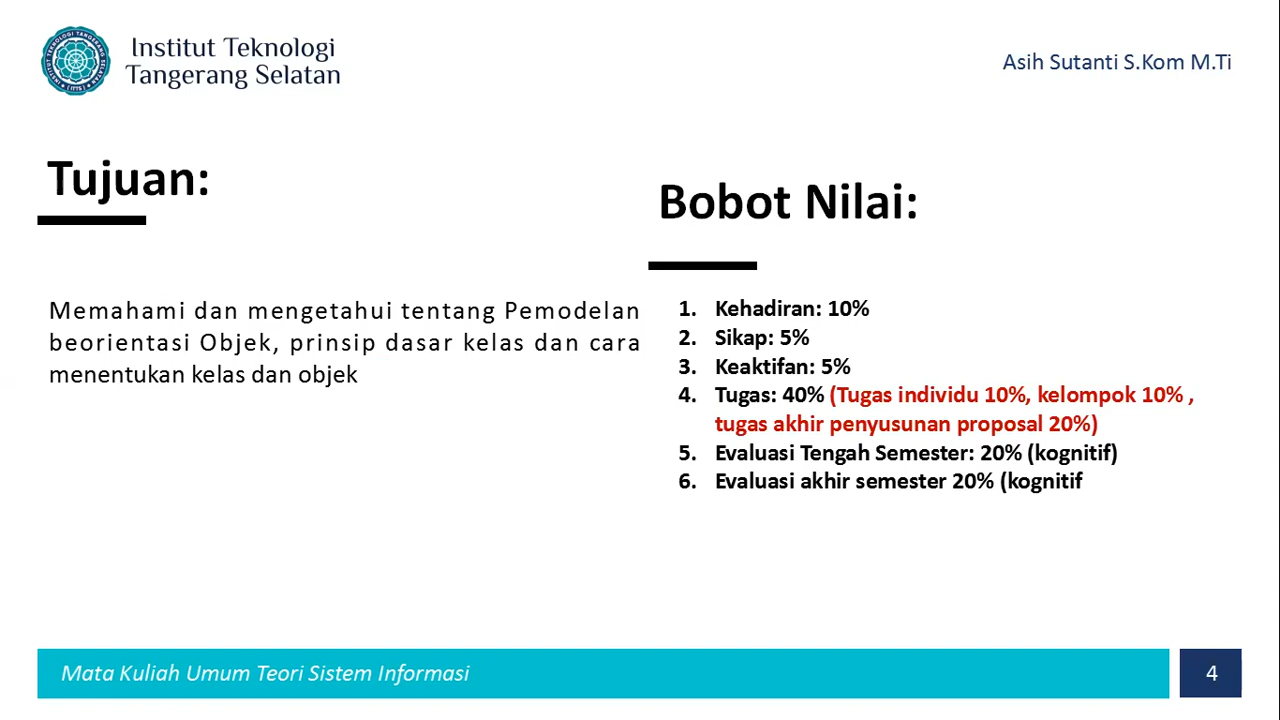 Institut Teknologi
Tangerang Selatan
Asih Sutanti S.Kom M.Ti
Tujuan:
Memahami dan mengetahui tentang Pemodelan
beorientasi Objek, prinsip dasar kelas dan cara
menentukan kelas dan objek
Bobot Nilai:
1. Kehadiran: 10%
2. Sikap: 5%
3. Keaktifan: 5%
4. Tugas: 40% (Tugas individu 10%, kelompok 10% ,
tugas akhir penyusunan proposal 20%)
5. Evaluasi Tengah Semester: 20% (kognitif)
6. Evaluasi akhir semester 20% (kognitif
Mata Kuliah Umum Teori Sistem Informasi
4